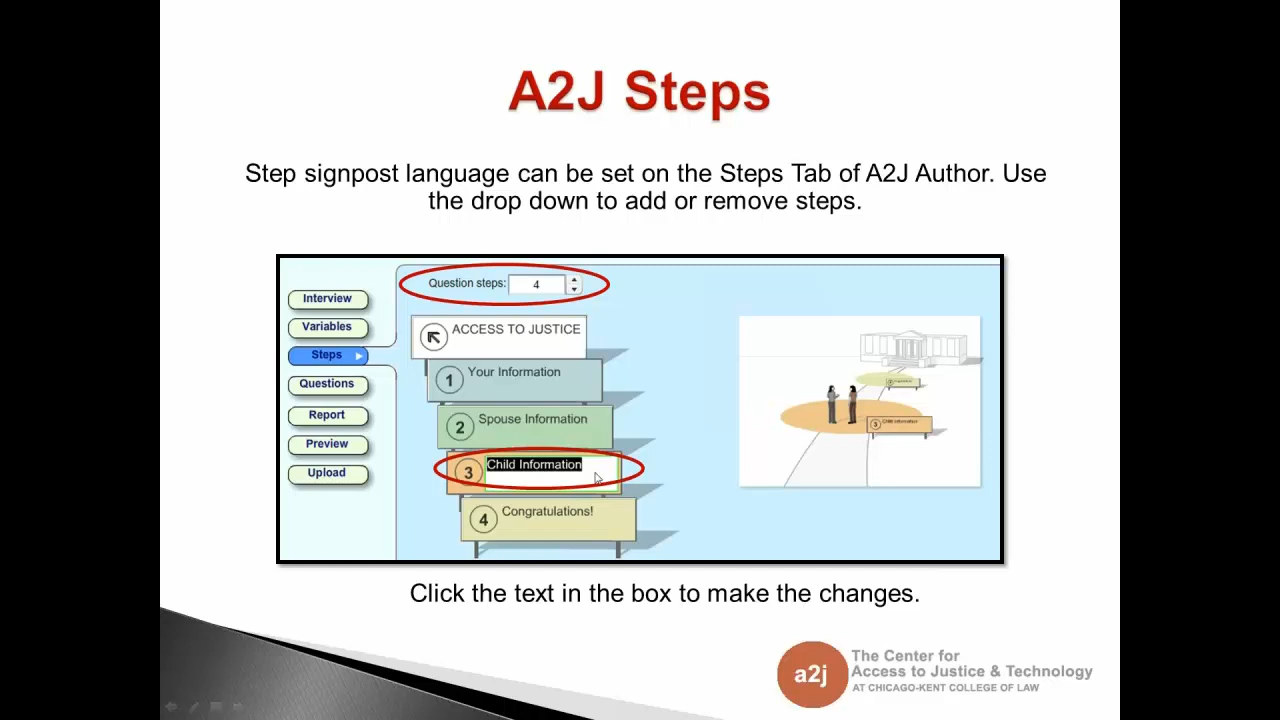 A2J Steps
Step signpost language can be set on the Steps Tab of A2J Author. Use
the drop down to add or remove steps.
Question steps: 4
Interview
Variables
Steps
Questions
Report
Preview
Upload
ACCESS TO JUSTICE
1 Your Information
2 Spouse Information
3 Child Information
4 Congratulations!
3 Child Information
Click the text in the box to make the changes.
a2j
The Center for
Access to Justice & Technology
AT CHICAGO-KENT COLLEGE OF LAW